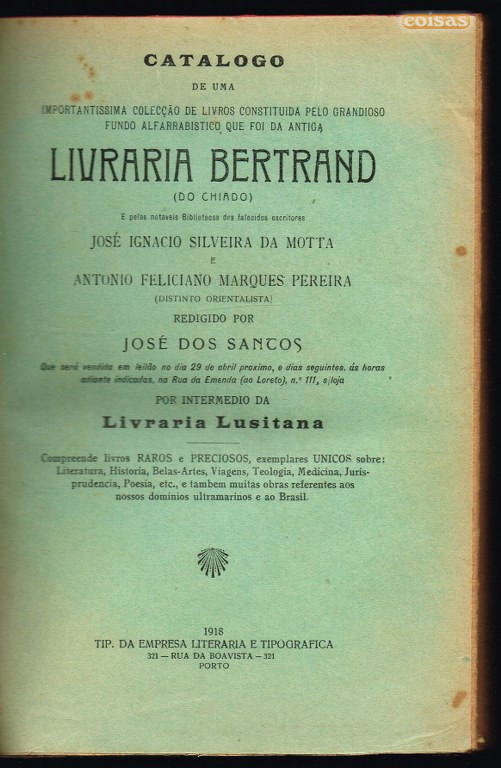 coisas
CATALOGO
DE UMA
IMPORTANTISSIMA COLECÇÃO DE LIVROS CONSTITUIDA PELO GRANDIOSO
FUNDO ALFARRABISTICO QUE FOI DA ANTIGA
LIVRARIA BERTRAND
(DO CHIADO)
E pelas notaveis Bibliotecas dos falecidos escritores
JOSÉ IGNACIO SILVEIRA DA MOTTA
E
ANTONIO FELICIANO MARQUES PEREIRA
(DISTINTO ORIENTALISTA)
REDIGIDO POR
JOSÉ DOS SANTOS
Que será vendida em leilão no dia 29 de abril proximo, e dias seguintes, ás horas
adiante indicadas, na Rua da Emenda (ao Loreto), n.º 111, s/loja
POR INTERMEDIO DA
Livraria Lusitana
Compreende livros RAROS e PRECIOSOS, exemplares UNICOS sobre:
Literatura, Historia, Belas-Artes, Viagens, Teologia, Medicina, Juris-
prudencia, Poesia, etc., e tambem muitas obras referentes aos
nossos dominios ultramarinos e ao Brasil.
1918
TIP. DA EMPRESA LITERARIA E TIPOGRAFICA
321 — RUA DA BOAVISTA — 321
PORTO